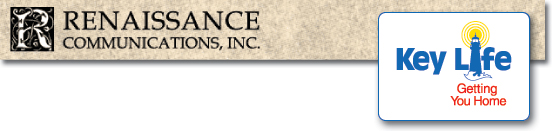 RENAISSANCE
COMMUNICATIONS, INC.
Key Life
Getting
You Home